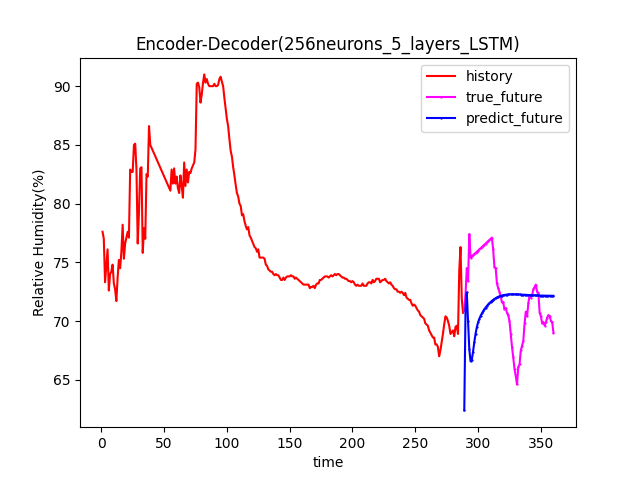 Encoder-Decoder(256neurons_5_layers_LSTM)
history
true_future
predict_future
90
85
80
75
70
65
Relative Humidity(%)
0 50 100 150 200 250 300 350
time